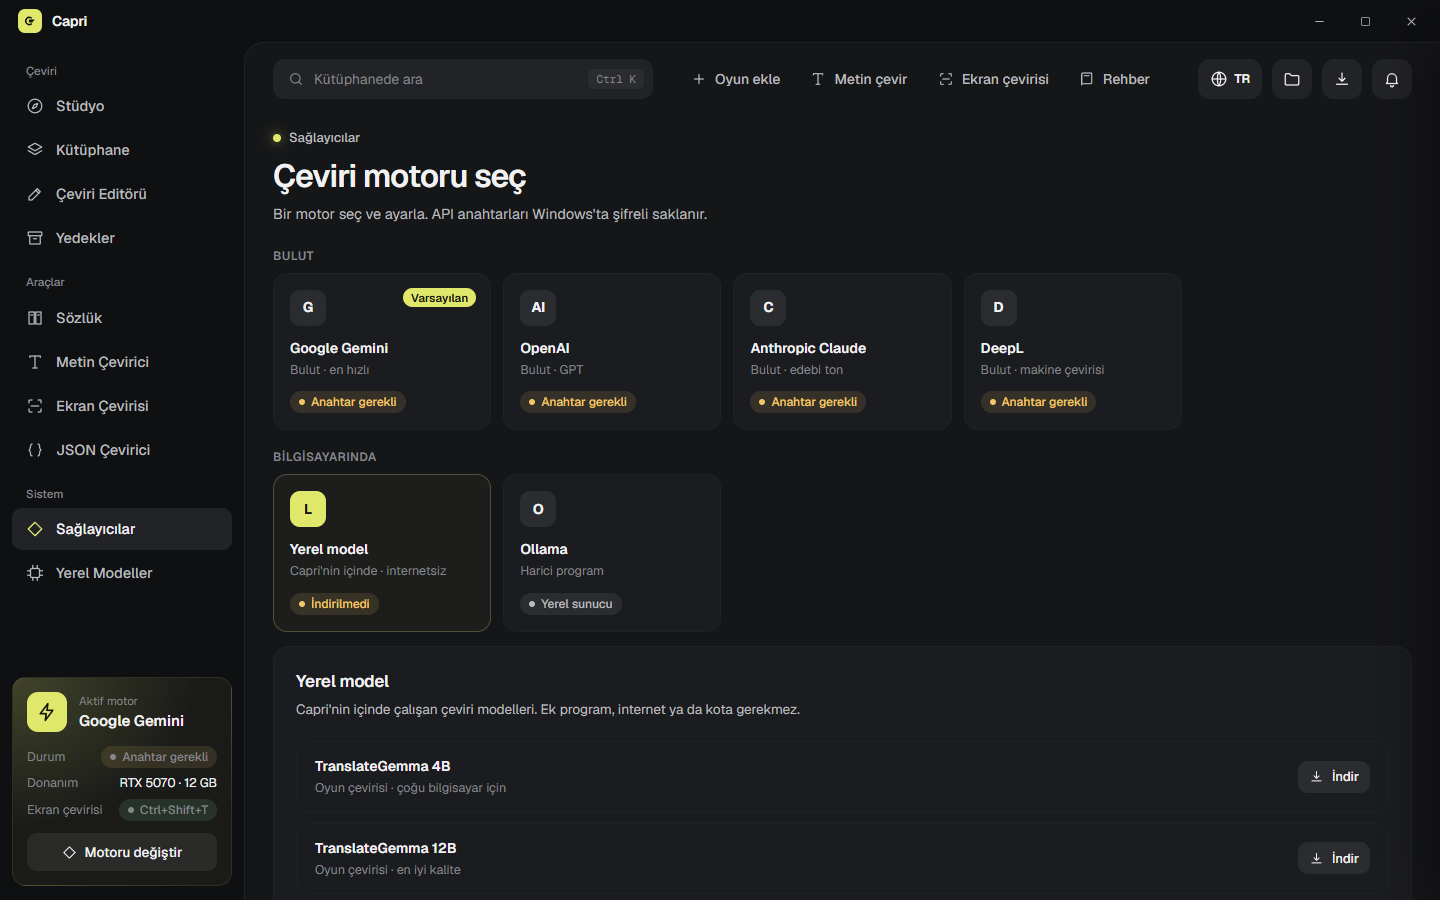 Capri
Çeviri
Stüdyo
Kütüphane
Çeviri Editörü
Yedekler
Araçlar
Sözlük
Metin Çevirici
Ekran Çevirisi
JSON Çevirici
Sistem
Sağlayıcılar
Yerel Modeller
Aktif motor
Google Gemini
Durum Anahtar gerekli
Donanım RTX 5070 · 12 GB
Ekran çevirisi Ctrl+Shift+T
Motoru değiştir
Kütüphanede ara Ctrl K Oyun ekle Metin çevir Ekran çevirisi Rehber TR
Sağlayıcılar
Çeviri motoru seç
Bir motor seç ve ayarla. API anahtarları Windows'ta şifreli saklanır.
BULUT
G Varsayılan
Google Gemini
Bulut · en hızlı
Anahtar gerekli
AI
OpenAI
Bulut · GPT
Anahtar gerekli
C
Anthropic Claude
Bulut · edebi ton
Anahtar gerekli
D
DeepL
Bulut · makine çevirisi
Anahtar gerekli
BİLGİSAYARINDA
L
Yerel model
Capri'nin içinde · internetsiz
İndirilmedi
O
Ollama
Harici program
Yerel sunucu
Yerel model
Capri'nin içinde çalışan çeviri modelleri. Ek program, internet ya da kota gerekmez.
TranslateGemma 4B
Oyun çevirisi · çoğu bilgisayar için
İndir
TranslateGemma 12B
Oyun çevirisi · en iyi kalite
İndir